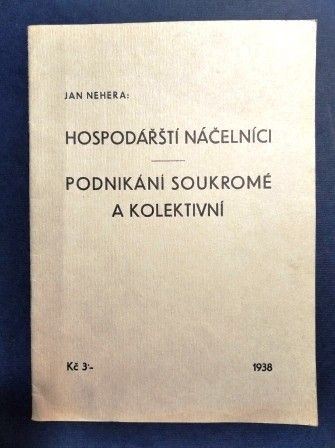 JAN NEHERA:
HOSPODÁŘŠTÍ NÁČELNÍCI
PODNIKÁNÍ SOUKROMÉ
A KOLEKTIVNÍ
Kč 3·-
1938